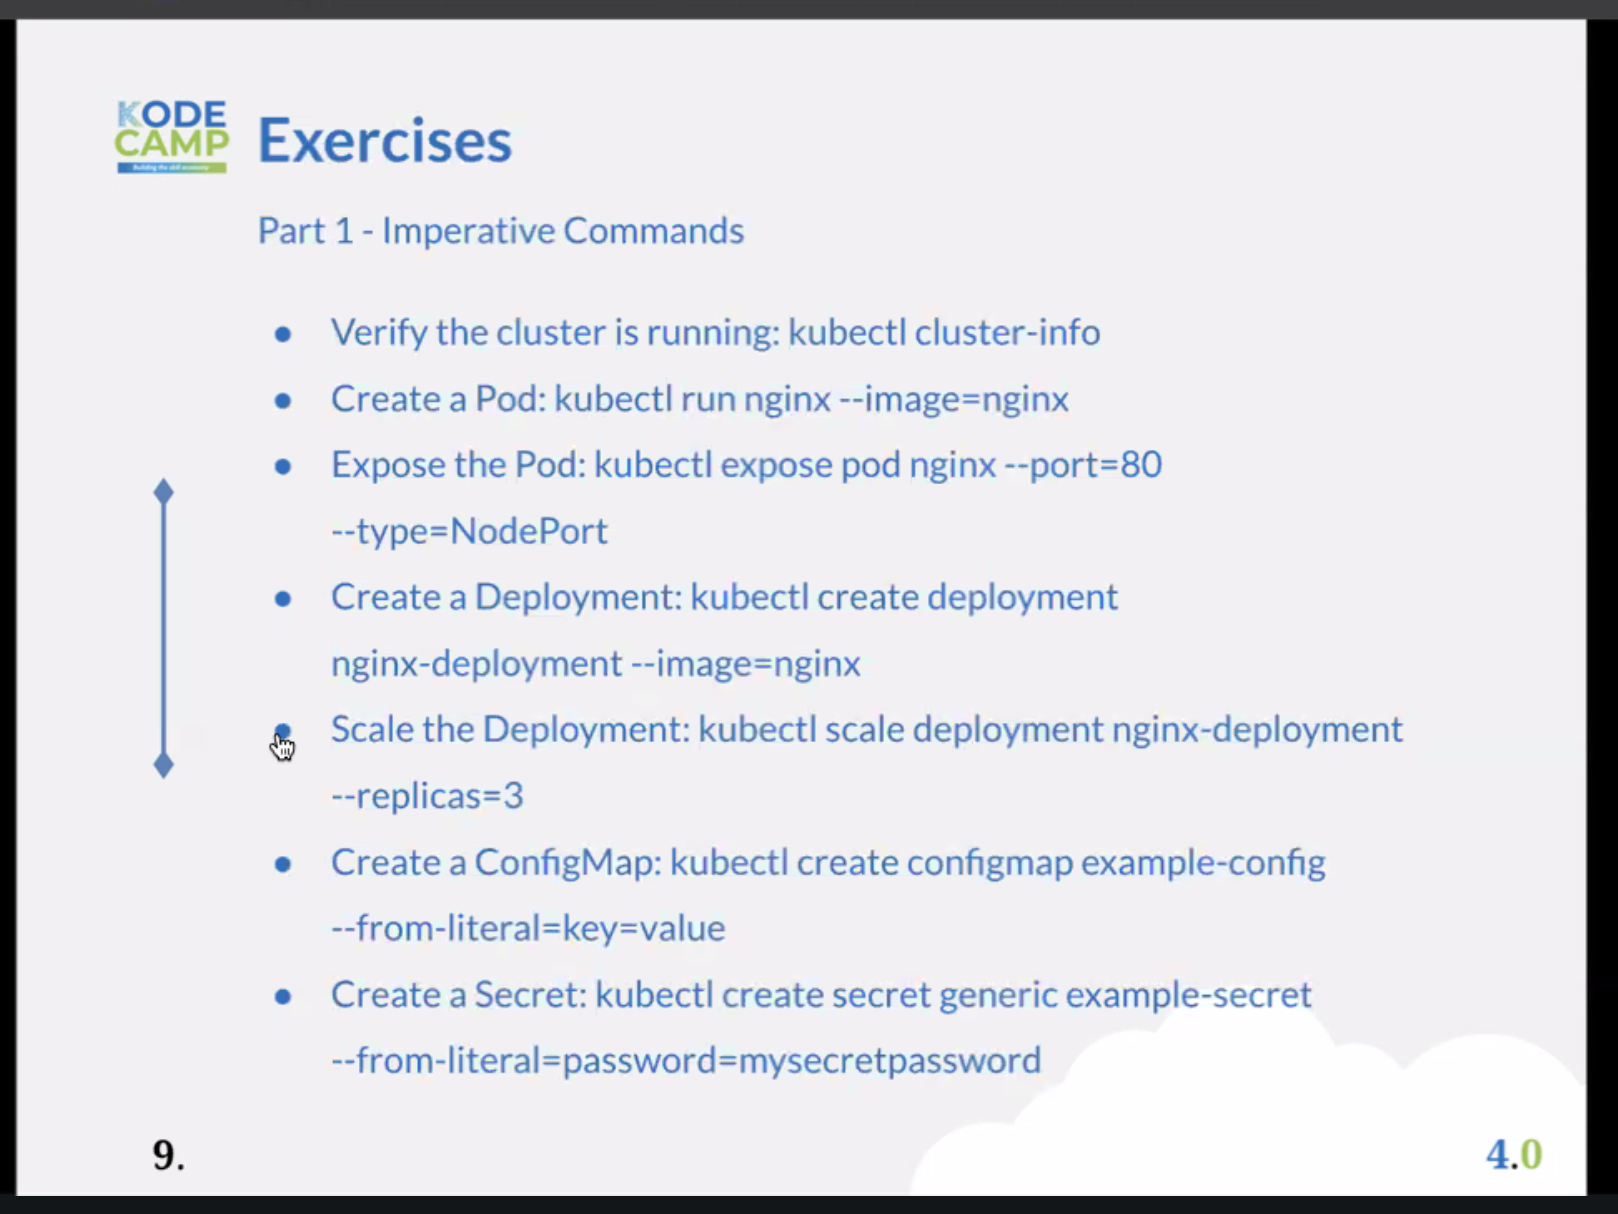 KODE
CAMP
Building the skill economy
Exercises
Part 1 - Imperative Commands
● Verify the cluster is running: kubectl cluster-info
● Create a Pod: kubectl run nginx --image=nginx
● Expose the Pod: kubectl expose pod nginx --port=80
--type=NodePort
● Create a Deployment: kubectl create deployment
nginx-deployment --image=nginx
● Scale the Deployment: kubectl scale deployment nginx-deployment
--replicas=3
● Create a ConfigMap: kubectl create configmap example-config
--from-literal=key=value
● Create a Secret: kubectl create secret generic example-secret
--from-literal=password=mysecretpassword
9.
4.0